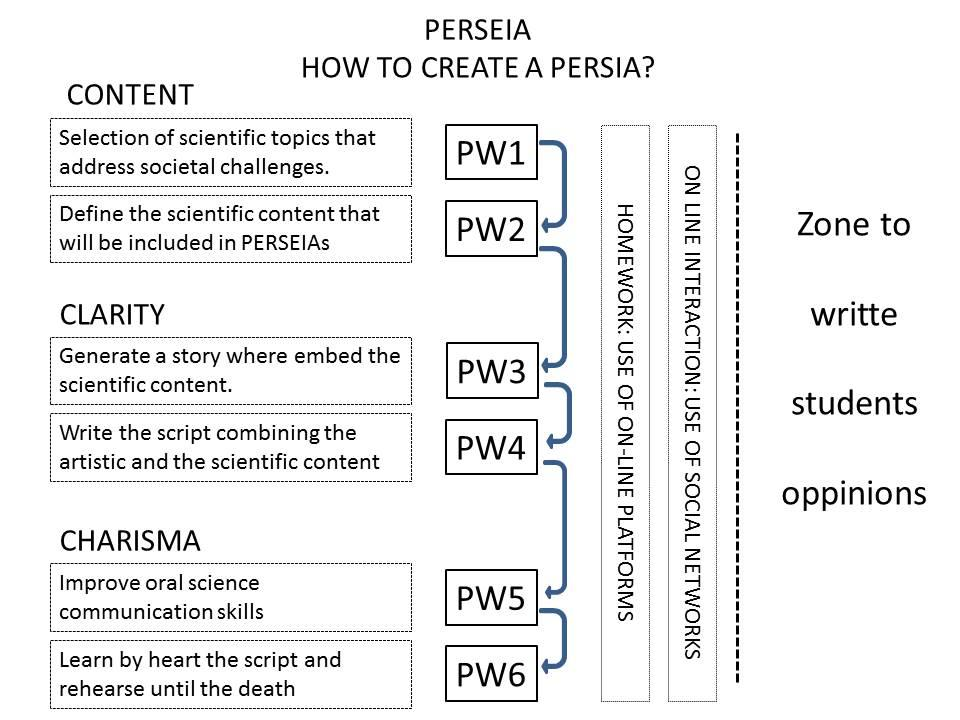 PERSEIA
HOW TO CREATE A PERSIA?
CONTENT
Selection of scientific topics that
address societal challenges.
PW1
Define the scientific content that
will be included in PERSEIAs
PW2
CLARITY
Generate a story where embed the
scientific content.
PW3
Write the script combining the
artistic and the scientific content
PW4
CHARISMA
Improve oral science
communication skills
PW5
Learn by heart the script and
rehearse until the death
PW6
HOMEWORK: USE OF ON-LINE PLATFORMS
ON LINE INTERACTION: USE OF SOCIAL NETWORKS
Zone to
writte
students
oppinions